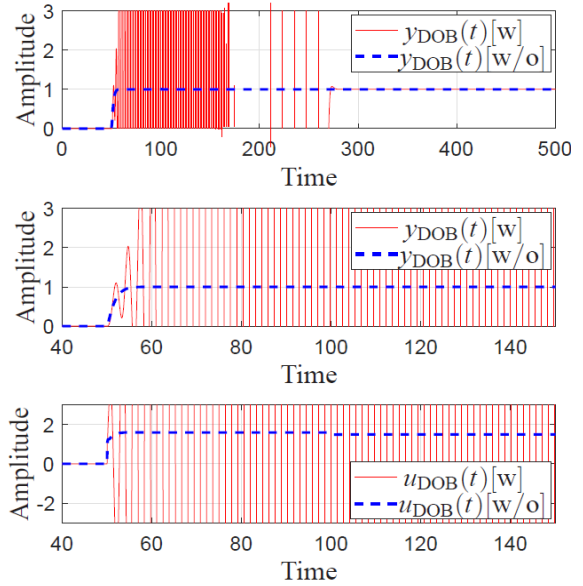 Amplitude
3
2
1
0
y_DOB(t)[w]
y_DOB(t)[w/o]
0 100 200 300 400 500
Time
Amplitude
3
2
1
0
y_DOB(t)[w]
y_DOB(t)[w/o]
40 60 80 100 120 140
Time
Amplitude
2
0
-2
u_DOB(t)[w]
u_DOB(t)[w/o]
40 60 80 100 120 140
Time